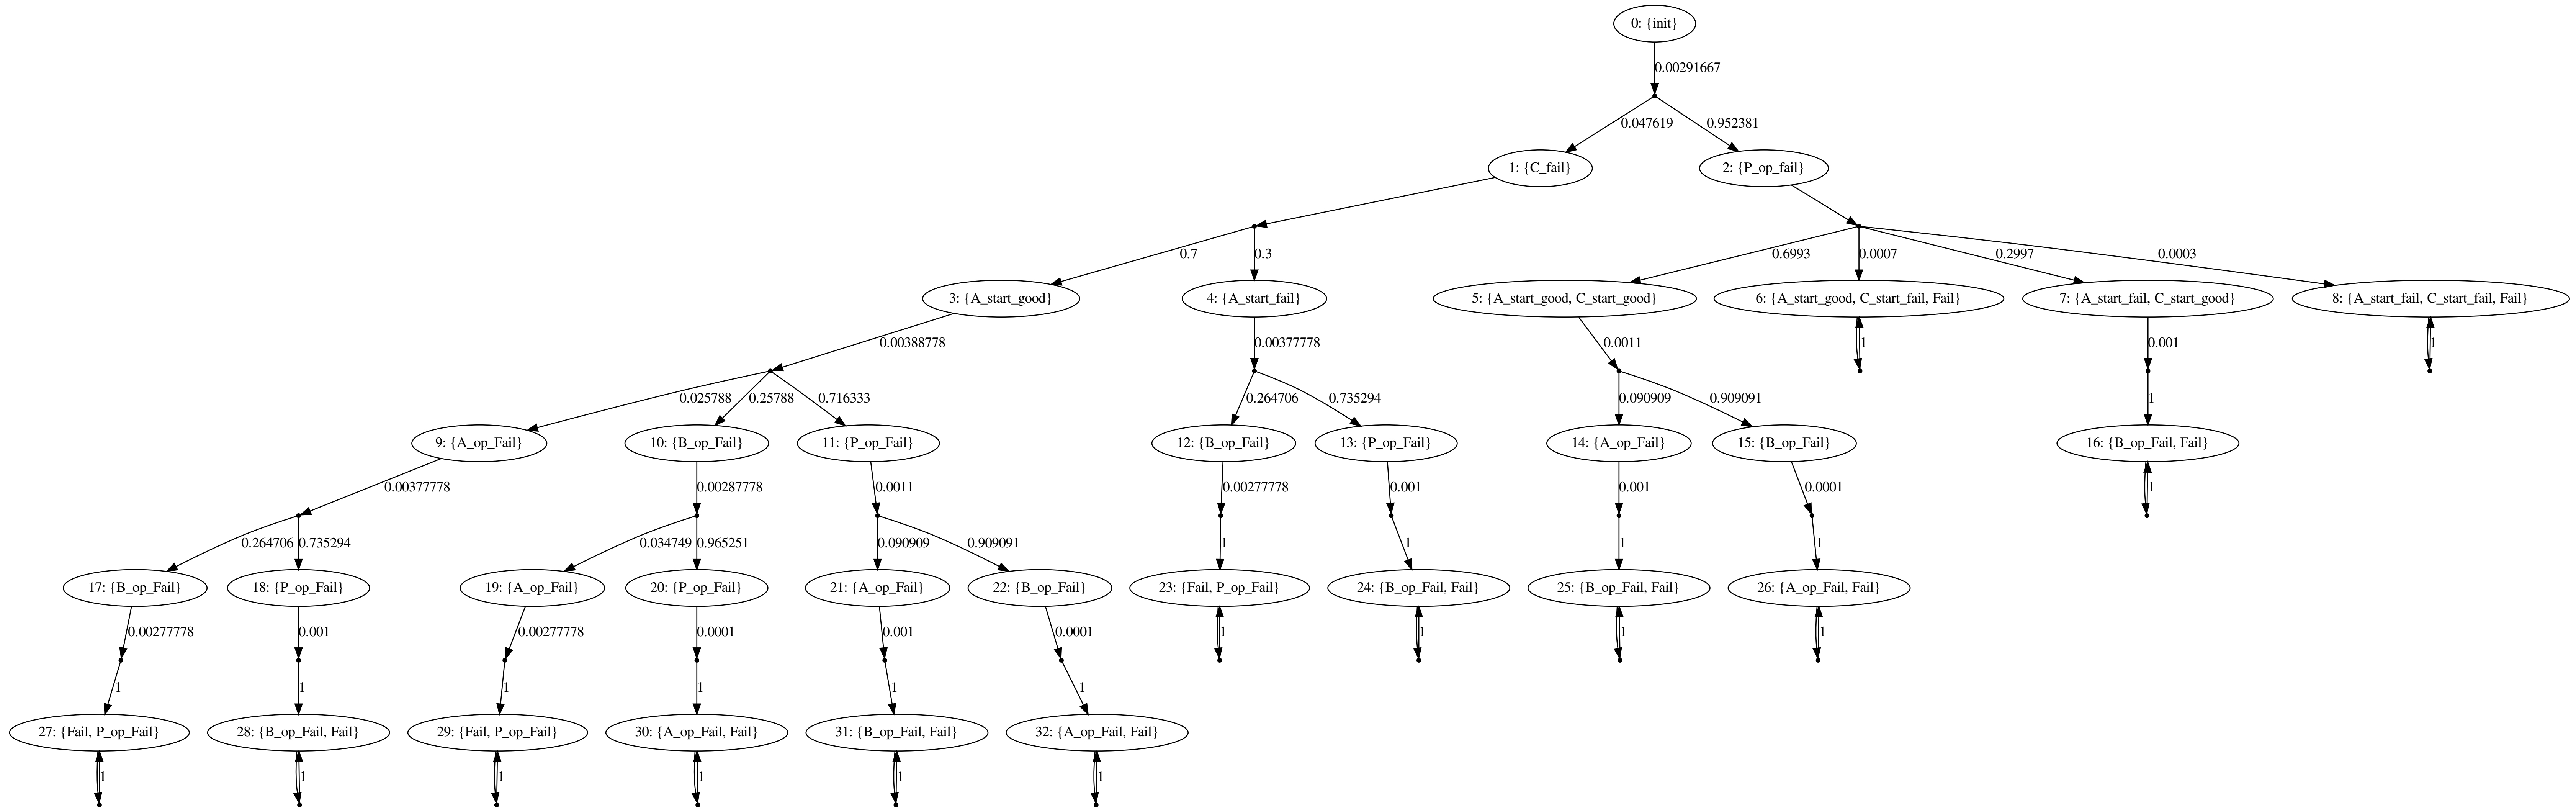 0: {init}
0.00291667
0.047619
0.952381
1: {C_fail}
2: {P_op_fail}
0.7
0.3
0.6993
0.0007
0.2997
0.0003
3: {A_start_good}
4: {A_start_fail}
5: {A_start_good, C_start_good}
6: {A_start_good, C_start_fail, Fail}
7: {A_start_fail, C_start_good}
8: {A_start_fail, C_start_fail, Fail}
0.00388778
0.00377778
0.0011
1
0.001
1
0.025788
0.25788
0.716333
0.264706
0.735294
0.090909
0.909091
1
9: {A_op_Fail}
10: {B_op_Fail}
11: {P_op_Fail}
12: {B_op_Fail}
13: {P_op_Fail}
14: {A_op_Fail}
15: {B_op_Fail}
16: {B_op_Fail, Fail}
0.00377778
0.00287778
0.0011
0.00277778
0.001
0.001
0.0001
1
0.264706
0.735294
0.034749
0.965251
0.090909
0.909091
1
1
1
1
17: {B_op_Fail}
18: {P_op_Fail}
19: {A_op_Fail}
20: {P_op_Fail}
21: {A_op_Fail}
22: {B_op_Fail}
23: {Fail, P_op_Fail}
24: {B_op_Fail, Fail}
25: {B_op_Fail, Fail}
26: {A_op_Fail, Fail}
0.00277778
0.001
0.00277778
0.0001
0.001
0.0001
1
1
1
1
1
1
1
1
1
1
27: {Fail, P_op_Fail}
28: {B_op_Fail, Fail}
29: {Fail, P_op_Fail}
30: {A_op_Fail, Fail}
31: {B_op_Fail, Fail}
32: {A_op_Fail, Fail}
1
1
1
1
1
1